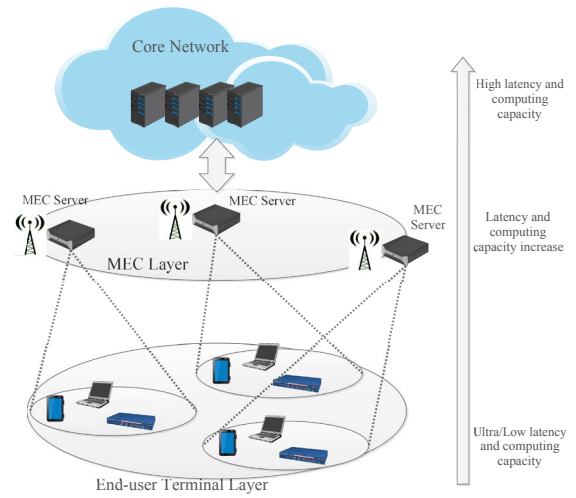 Core Network
High latency and
computing
capacity
MEC Server
MEC Server
MEC
Server
Latency and
computing
capacity increase
MEC Layer
Ultra/Low latency
and computing
capacity
End-user Terminal Layer